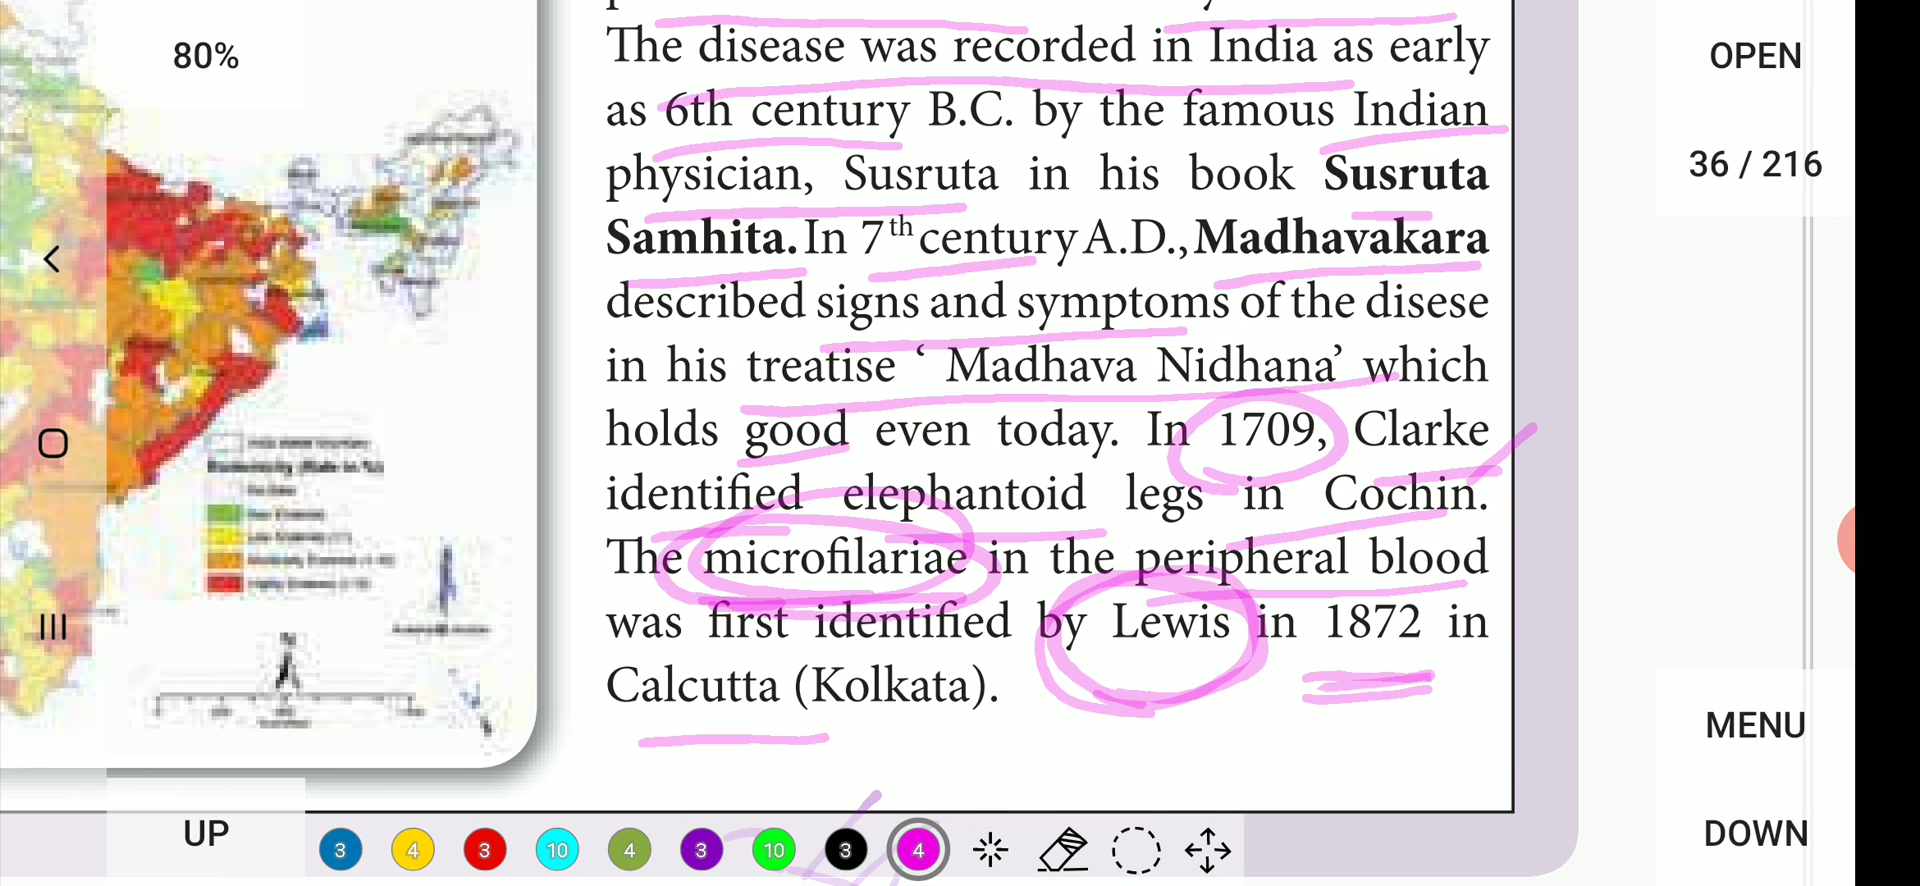 80%
The disease was recorded in India as early
as 6th century B.C. by the famous Indian
physician, Susruta in his book Susruta
Samhita. In 7th century A.D., Madhavakara
described signs and symptoms of the disese
in his treatise ‘ Madhava Nidhana’ which
holds good even today. In 1709, Clarke
identified elephantoid legs in Cochin.
The microfilariae in the peripheral blood
was first identified by Lewis in 1872 in
Calcutta (Kolkata).
N
OPEN
36 / 216
MENU
DOWN
UP
3 4 3 10 4 3 10 3 4